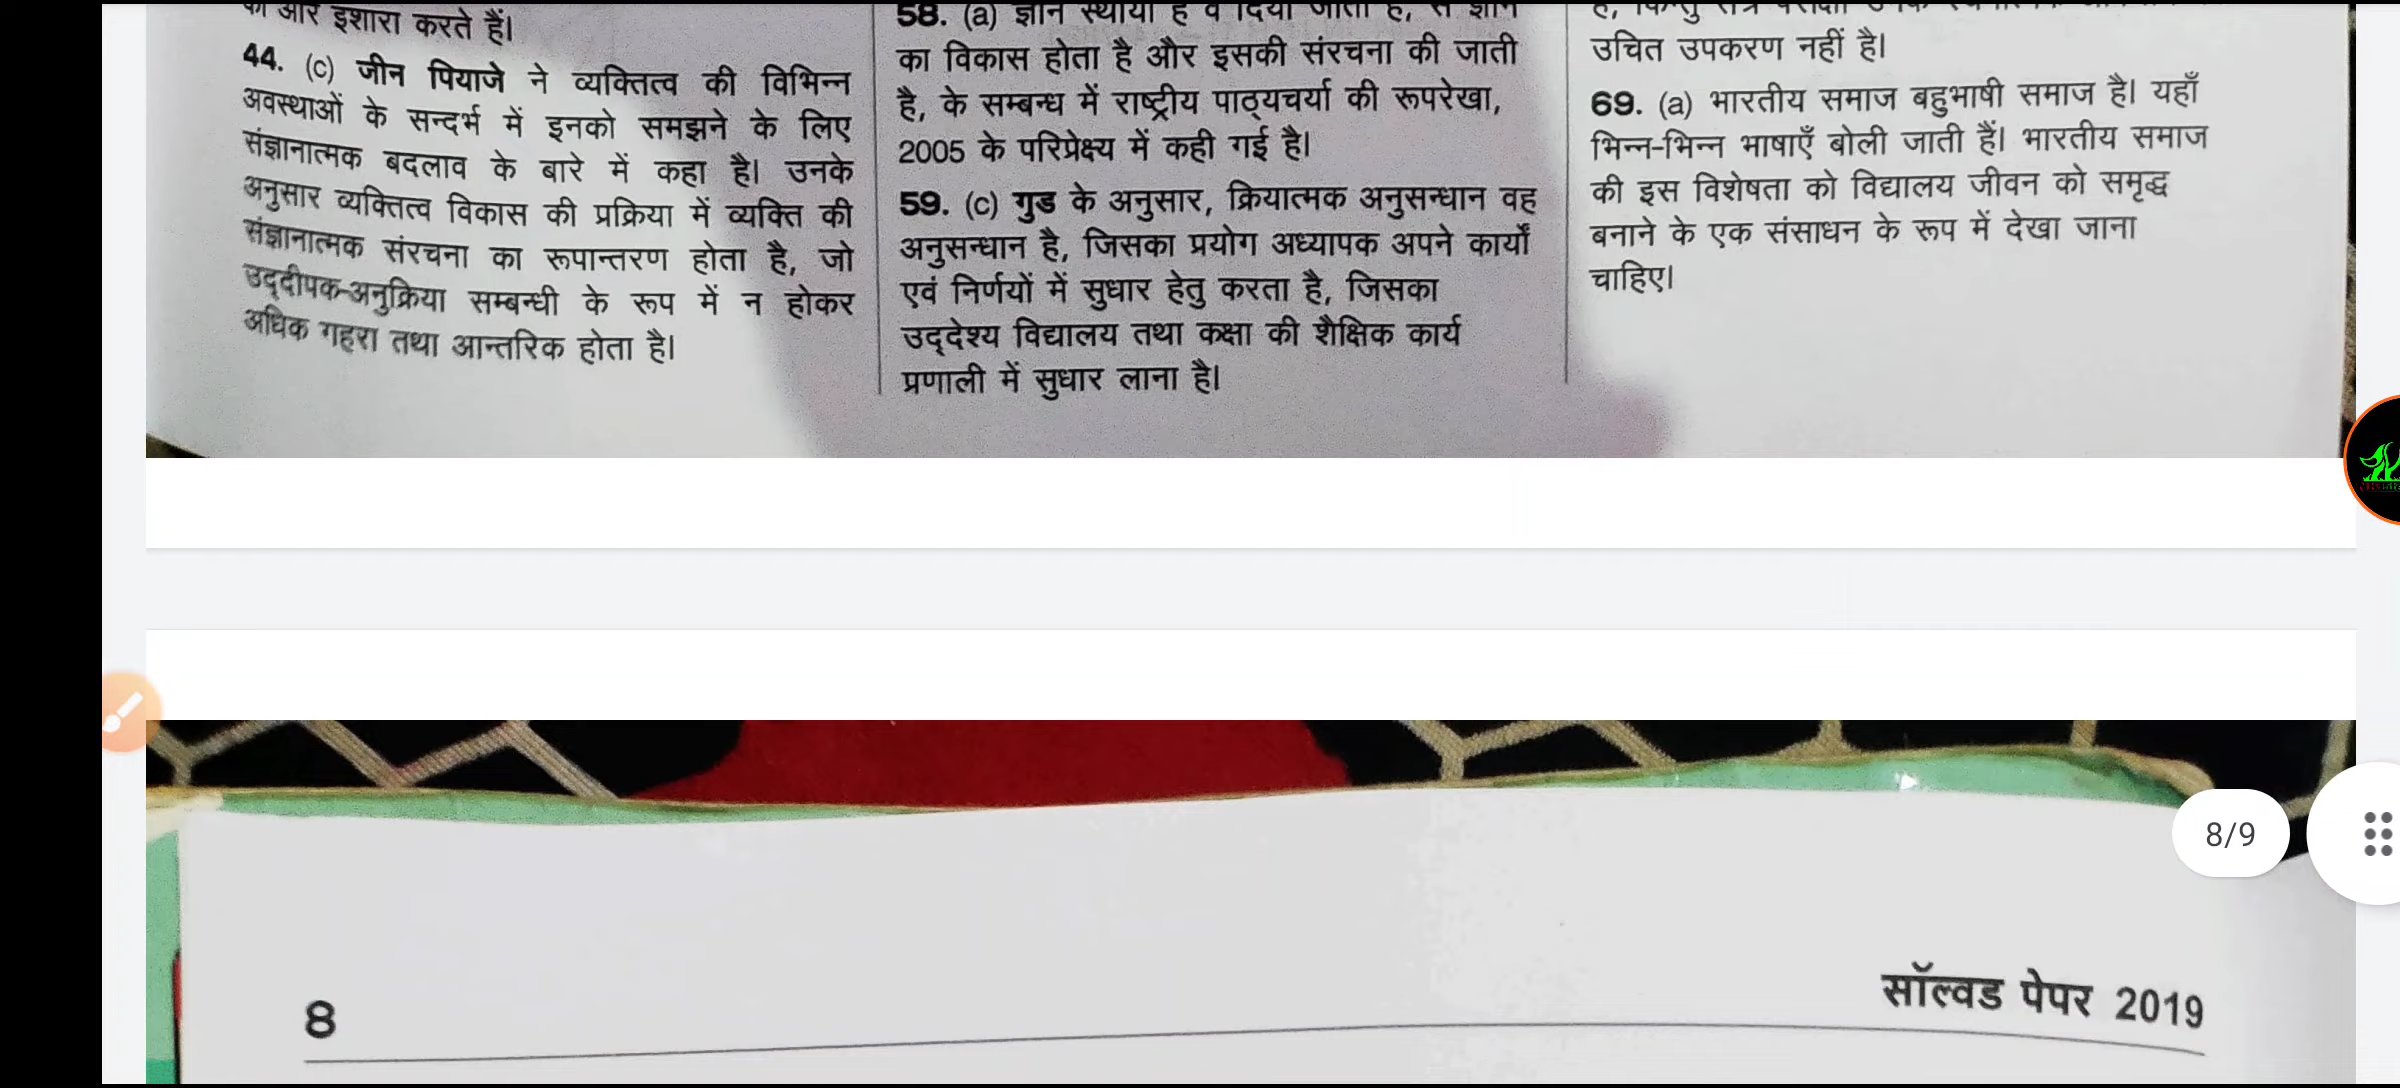 इशारा करते हैं।
44. (c) जीन पियाजे ने व्यक्तित्व की विभिन्न
अवस्थाओं के सन्दर्भ में इनको समझने के लिए
संज्ञानात्मक बदलाव के बारे में कहा है। उनके
अनुसार व्यक्तित्व विकास की प्रक्रिया में व्यक्ति की
संज्ञानात्मक संरचना का रूपान्तरण होता है, जो
उद्दीपक-अनुक्रिया सम्बन्धी के रूप में न होकर
अधिक गहरा तथा आन्तरिक होता है।
58. (a) ज्ञान स्थायी है व दिया जाता है,
का विकास होता है और इसकी संरचना की जाती
है, के सम्बन्ध में राष्ट्रीय पाठ्यचर्या की रूपरेखा,
2005 के परिप्रेक्ष्य में कही गई है।
59. (c) गुड के अनुसार, क्रियात्मक अनुसन्धान वह
अनुसन्धान है, जिसका प्रयोग अध्यापक अपने कार्यों
एवं निर्णयों में सुधार हेतु करता है, जिसका
उद्देश्य विद्यालय तथा कक्षा की शैक्षिक कार्य
प्रणाली में सुधार लाना है।
उचित उपकरण नहीं है।
69. (a) भारतीय समाज बहुभाषी समाज है। यहाँ
भिन्न-भिन्न भाषाएँ बोली जाती हैं। भारतीय समाज
की इस विशेषता को विद्यालय जीवन को समृद्ध
बनाने के एक संसाधन के रूप में देखा जाना
चाहिए।
8/9
8
सॉल्वड पेपर 2019